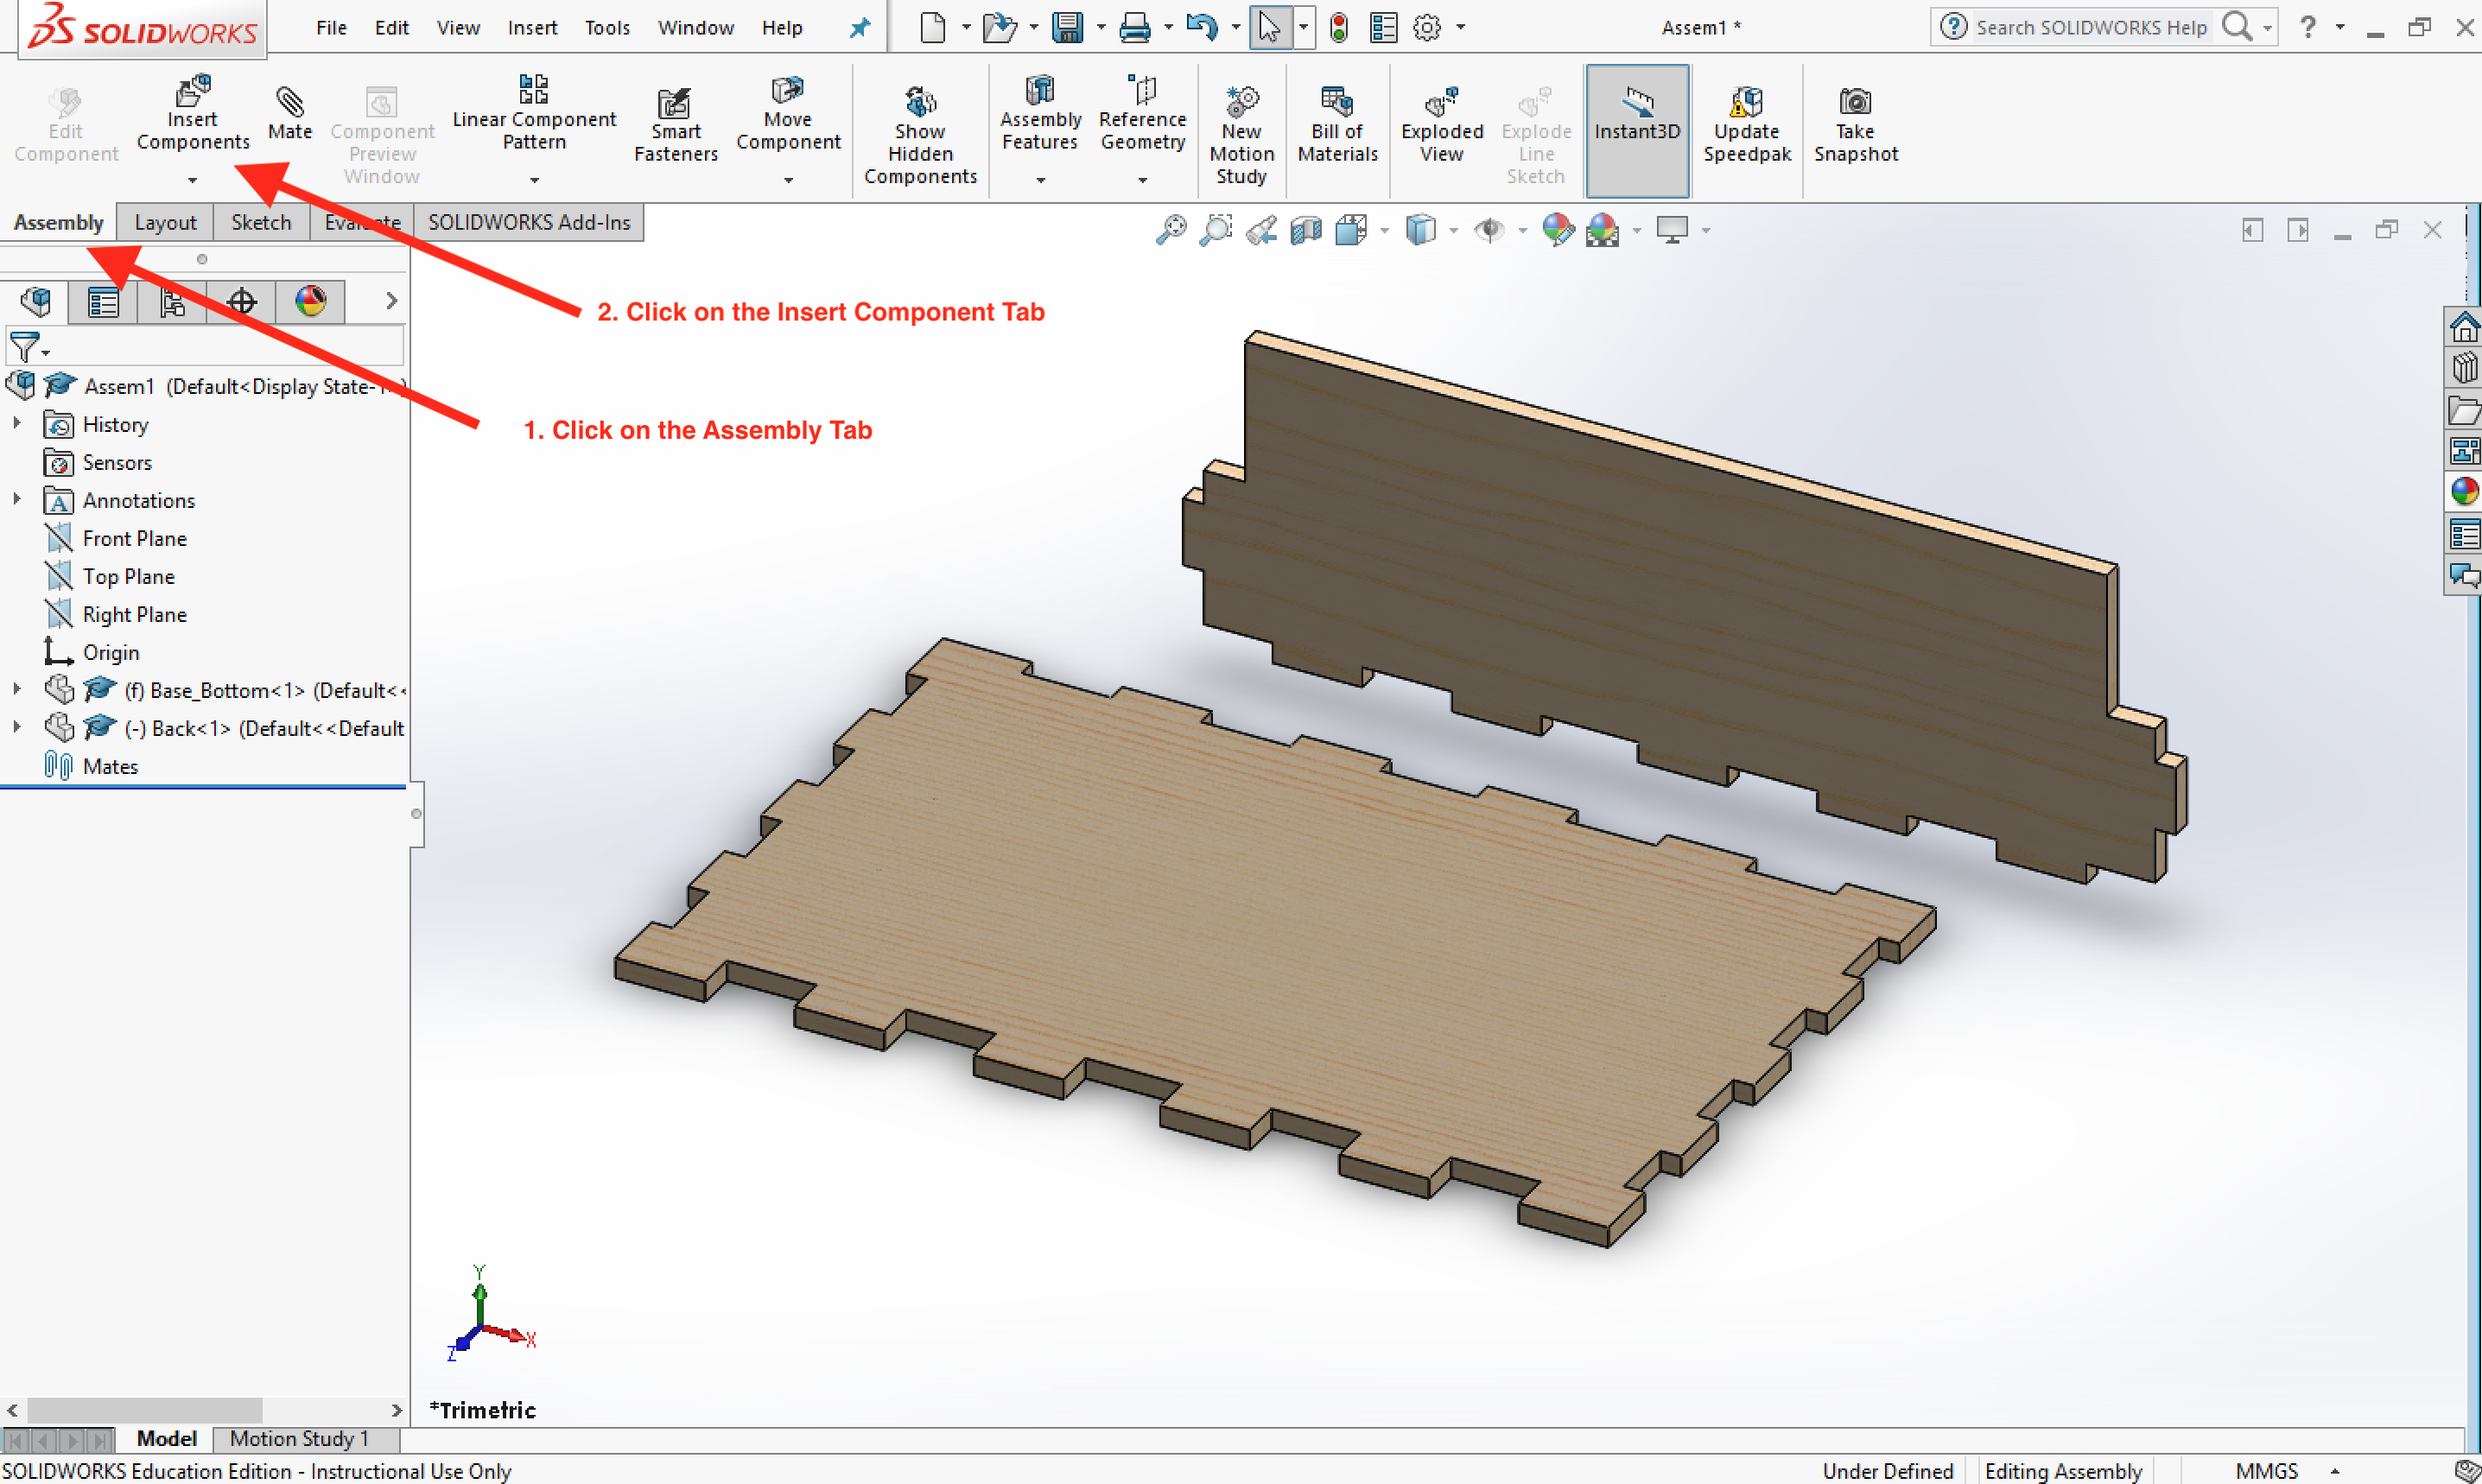 SOLIDWORKS File Edit View Insert Tools Window Help Assem1 * Search SOLIDWORKS Help ?
Edit Component
Insert Components
Mate
Component Preview Window
Linear Component Pattern
Smart Fasteners
Move Component
Show Hidden Components
Assembly Features
Reference Geometry
New Motion Study
Bill of Materials
Exploded View
Explode Line Sketch
Instant3D
Update Speedpak
Take Snapshot
Assembly Layout Sketch Evaluate SOLIDWORKS Add-Ins
2. Click on the Insert Component Tab
1. Click on the Assembly Tab
Assem1 (Default<Display State-1>)
History
Sensors
A Annotations
Front Plane
Top Plane
Right Plane
Origin
(f) Base_Bottom<1> (Default<<
(-) Back<1> (Default<<Default
Mates
Y
X
Z
*Trimetric
Model Motion Study 1
SOLIDWORKS Education Edition - Instructional Use Only Under Defined Editing Assembly MMGS